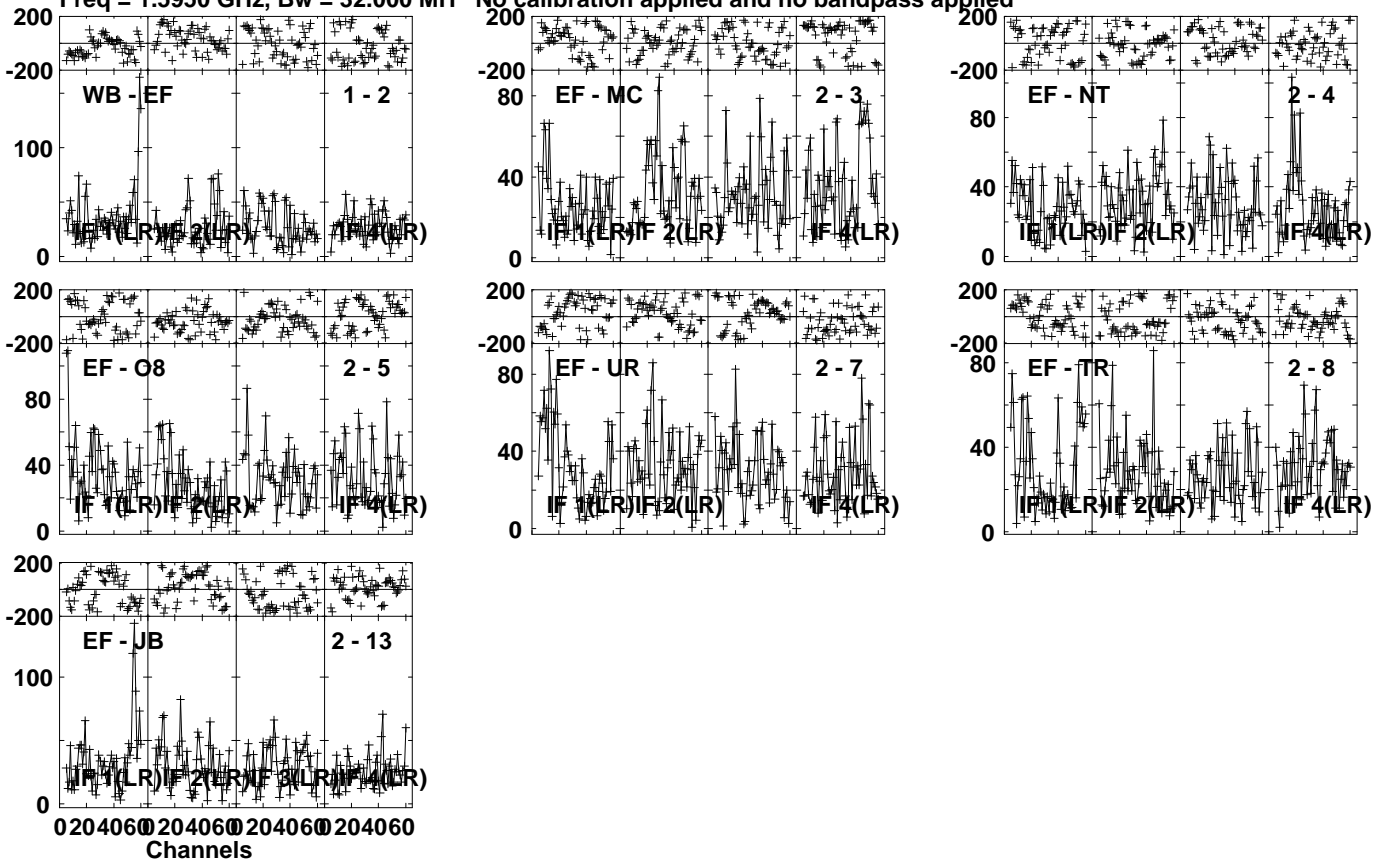 Freq = 1.5950 GHz, Bw = 32.000 MH No calibration applied and no bandpass applied
200
-200
WB - EF 1 - 2
100
0
IF 1(LR) IF 2(LR) IF 4(LR)
200
-200
EF - MC 2 - 3
80
40
0
IF 1(LR) IF 2(LR) IF 4(LR)
200
-200
EF - NT 2 - 4
80
40
0
IF 1(LR) IF 2(LR) IF 4(LR)
200
-200
EF - O8 2 - 5
80
40
0
IF 1(LR) IF 2(LR) IF 4(LR)
200
-200
EF - UR 2 - 7
80
40
0
IF 1(LR) IF 2(LR) IF 4(LR)
200
-200
EF - TR 2 - 8
80
40
0
IF 1(LR) IF 2(LR) IF 4(LR)
200
-200
EF - JB 2 - 13
100
0
IF 1(LR) IF 2(LR) IF 3(LR) IF 4(LR)
0 20 40 60 0 20 40 60 0 20 40 60 0 20 40 60
Channels